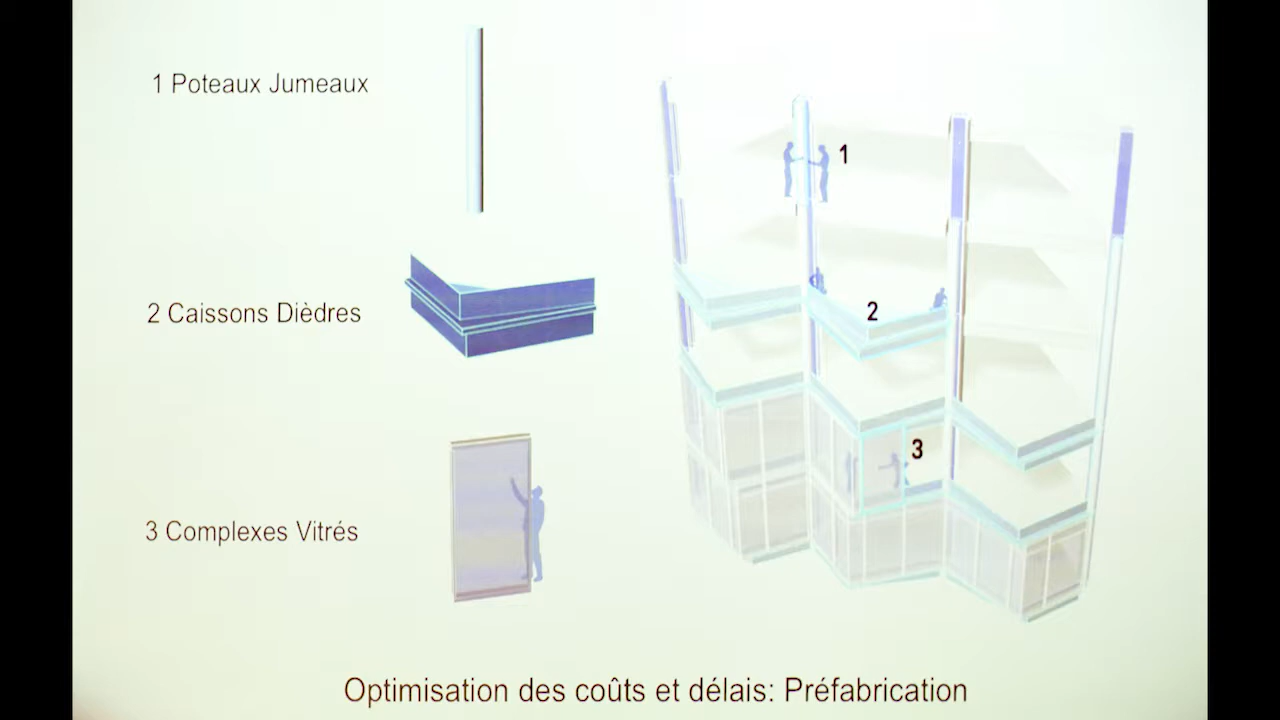 1 Poteaux Jumeaux
2 Caissons Dièdres
3 Complexes Vitrés
1
2
3
Optimisation des coûts et délais: Préfabrication